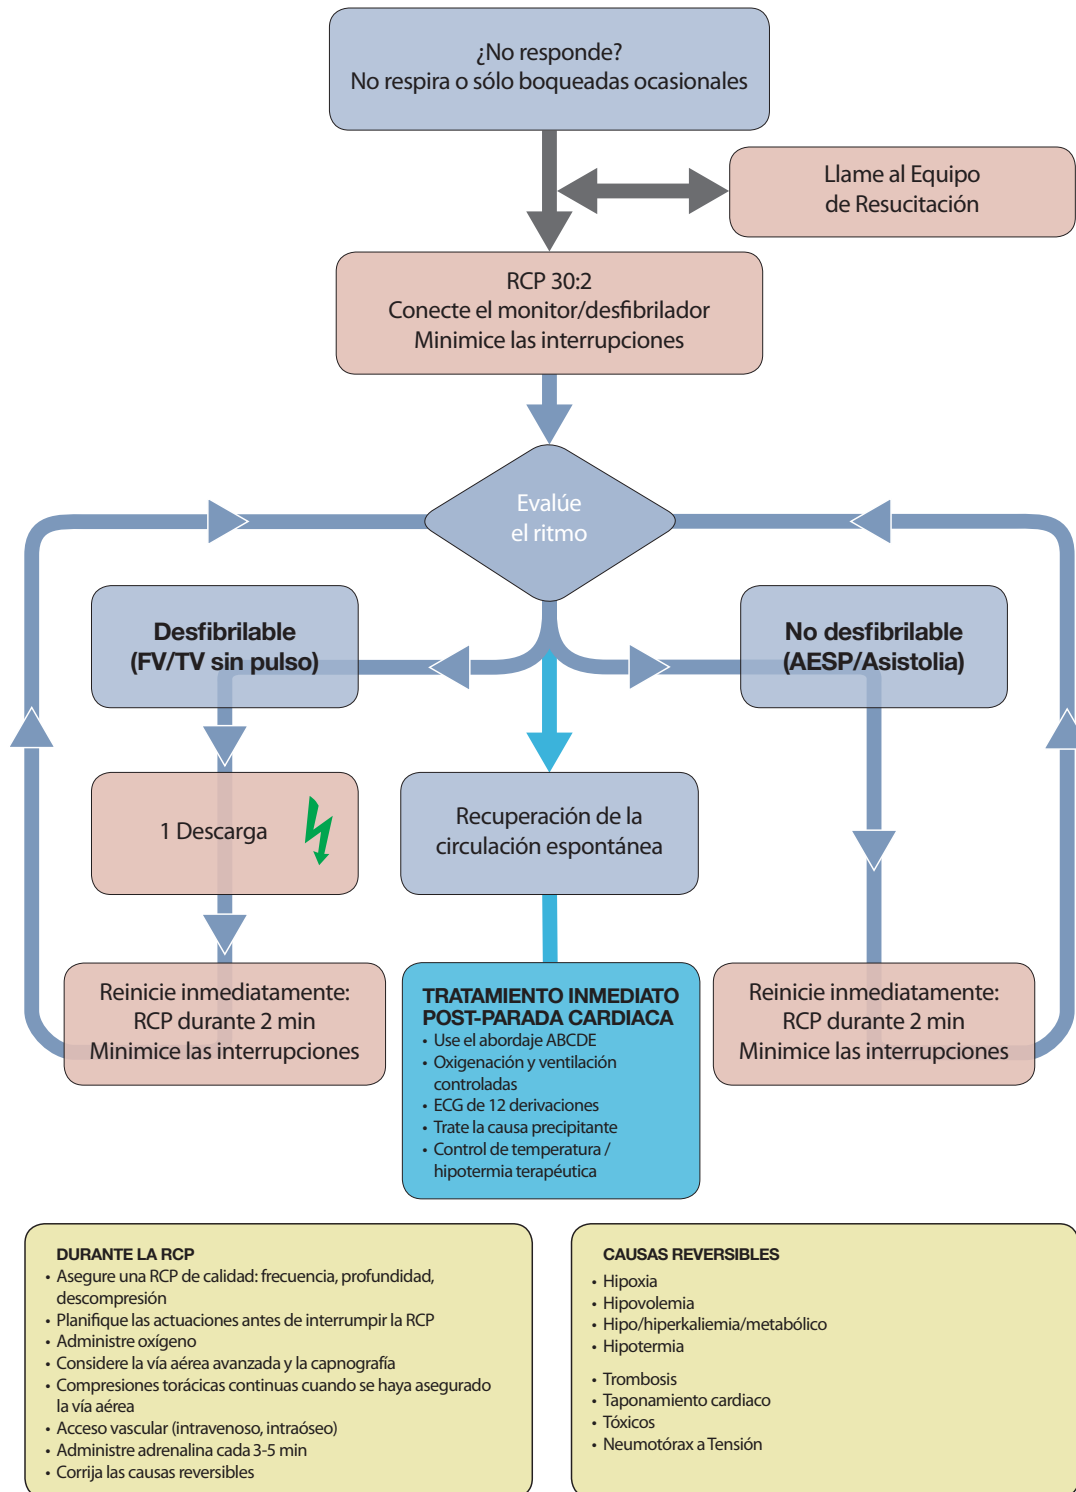 ¿No responde?
No respira o sólo boqueadas ocasionales
Llame al Equipo
de Resucitación
RCP 30:2
Conecte el monitor/desfibrilador
Minimice las interrupciones
Evalúe
el ritmo
Desfibrilable
(FV/TV sin pulso)
No desfibrilable
(AESP/Asistolia)
1 Descarga
Recuperación de la
circulación espontánea
Reinicie inmediatamente:
RCP durante 2 min
Minimice las interrupciones
TRATAMIENTO INMEDIATO
POST-PARADA CARDIACA
• Use el abordaje ABCDE
• Oxigenación y ventilación
controladas
• ECG de 12 derivaciones
• Trate la causa precipitante
• Control de temperatura /
hipotermia terapéutica
Reinicie inmediatamente:
RCP durante 2 min
Minimice las interrupciones
DURANTE LA RCP
• Asegure una RCP de calidad: frecuencia, profundidad,
descompresión
• Planifique las actuaciones antes de interrumpir la RCP
• Administre oxígeno
• Considere la vía aérea avanzada y la capnografía
• Compresiones torácicas continuas cuando se haya asegurado
la vía aérea
• Acceso vascular (intravenoso, intraóseo)
• Administre adrenalina cada 3-5 min
• Corrija las causas reversibles
CAUSAS REVERSIBLES
• Hipoxia
• Hipovolemia
• Hipo/hiperkaliemia/metabólico
• Hipotermia
• Trombosis
• Taponamiento cardiaco
• Tóxicos
• Neumotórax a Tensión